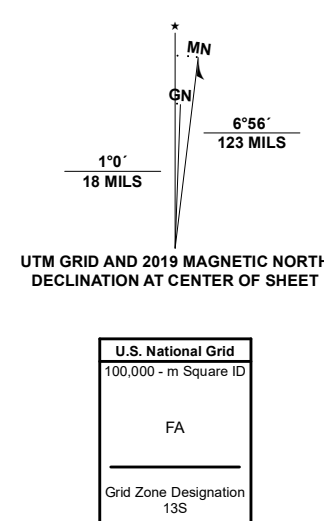 ★
MN
GN
6°56´
123 MILS
1°0´
18 MILS
UTM GRID AND 2019 MAGNETIC NORTH
DECLINATION AT CENTER OF SHEET
U.S. National Grid
100,000 - m Square ID
FA
Grid Zone Designation
13S